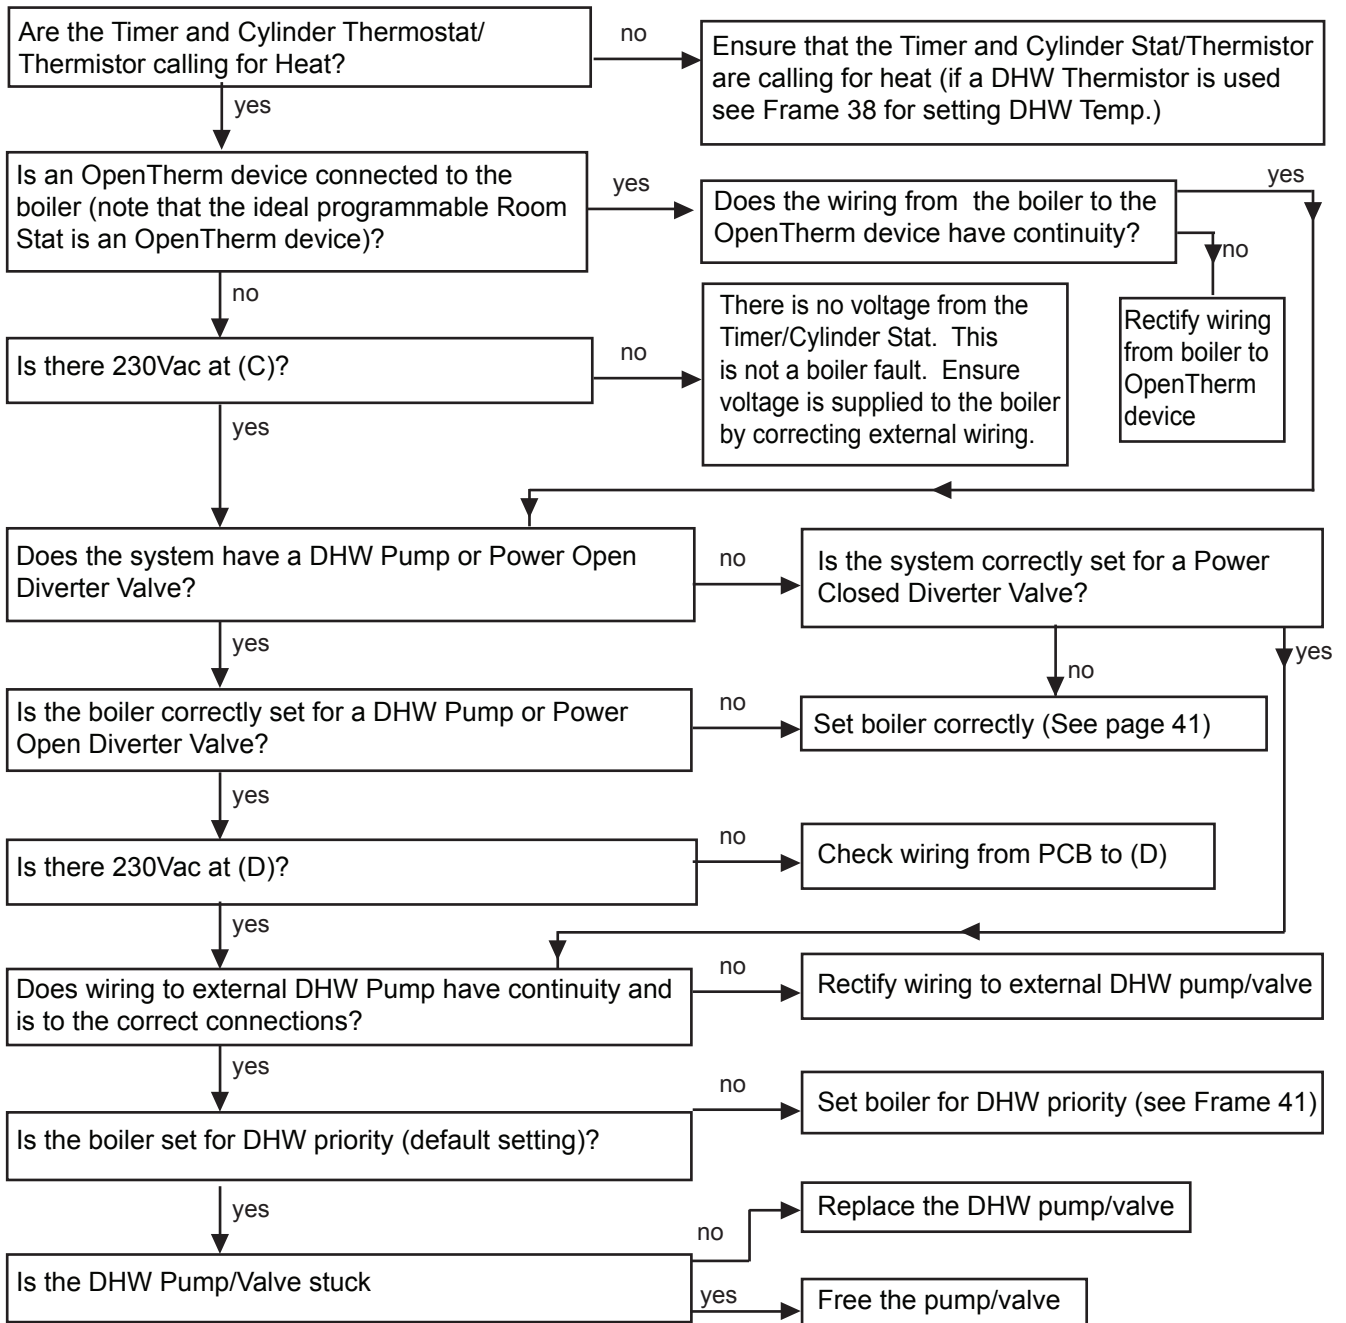 Are the Timer and Cylinder Thermostat/
Thermistor calling for Heat?
no
Ensure that the Timer and Cylinder Stat/Thermistor
are calling for heat (if a DHW Thermistor is used
see Frame 38 for setting DHW Temp.)
yes
Is an OpenTherm device connected to the
boiler (note that the ideal programmable Room
Stat is an OpenTherm device)?
yes
Does the wiring from the boiler to the
OpenTherm device have continuity?
yes
no
Rectify wiring
from boiler to
OpenTherm
device
no
Is there 230Vac at (C)?
no
There is no voltage from the
Timer/Cylinder Stat. This
is not a boiler fault. Ensure
voltage is supplied to the boiler
by correcting external wiring.
yes
Does the system have a DHW Pump or Power Open
Diverter Valve?
no
Is the system correctly set for a Power
Closed Diverter Valve?
yes
no
yes
Is the boiler correctly set for a DHW Pump or Power
Open Diverter Valve?
no
Set boiler correctly (See page 41)
yes
Is there 230Vac at (D)?
no
Check wiring from PCB to (D)
yes
Does wiring to external DHW Pump have continuity and
is to the correct connections?
no
Rectify wiring to external DHW pump/valve
yes
Is the boiler set for DHW priority (default setting)?
no
Set boiler for DHW priority (see Frame 41)
yes
Is the DHW Pump/Valve stuck
no
Replace the DHW pump/valve
yes
Free the pump/valve